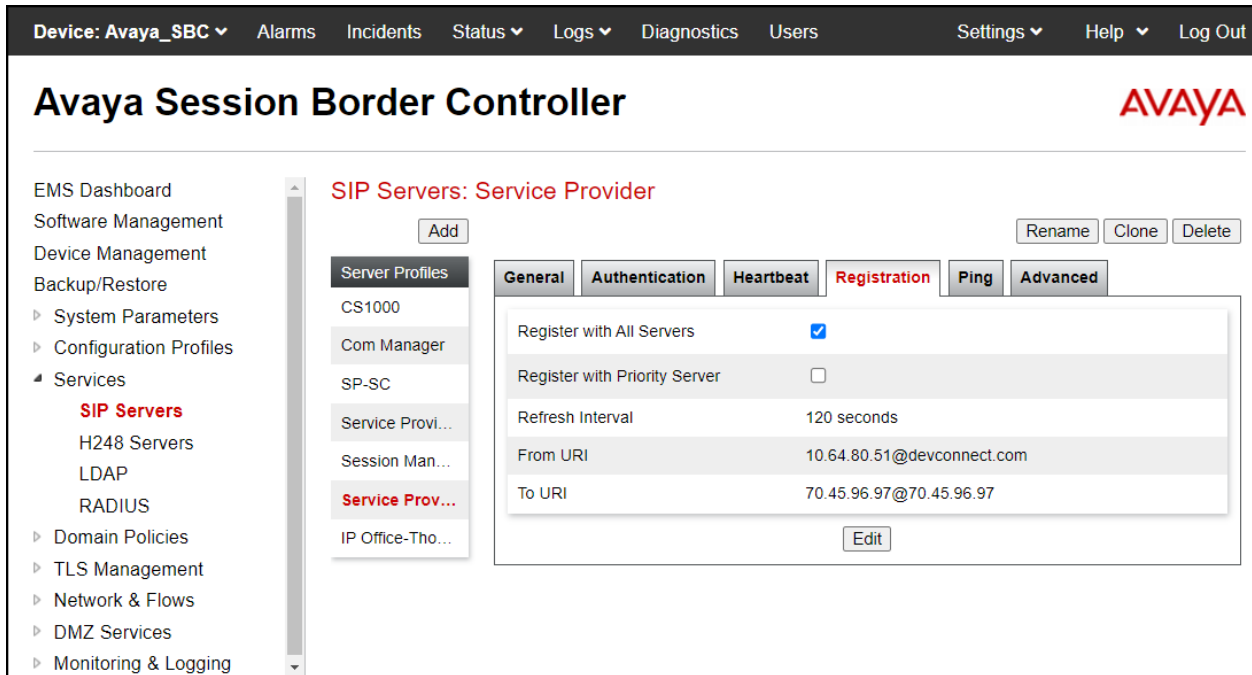 Device: Avaya_SBC Alarms Incidents Status Logs Diagnostics Users Settings Help Log Out
Avaya Session Border Controller
AVAYA
EMS Dashboard
Software Management
Device Management
Backup/Restore
System Parameters
Configuration Profiles
Services
SIP Servers
H248 Servers
LDAP
RADIUS
Domain Policies
TLS Management
Network & Flows
DMZ Services
Monitoring & Logging
SIP Servers: Service Provider
Add
Rename Clone Delete
Server Profiles
CS1000
Com Manager
SP-SC
Service Provi...
Session Man...
Service Prov...
IP Office-Tho...
General Authentication Heartbeat Registration Ping Advanced
Register with All Servers
Register with Priority Server
Refresh Interval 120 seconds
From URI 10.64.80.51@devconnect.com
To URI 70.45.96.97@70.45.96.97
Edit